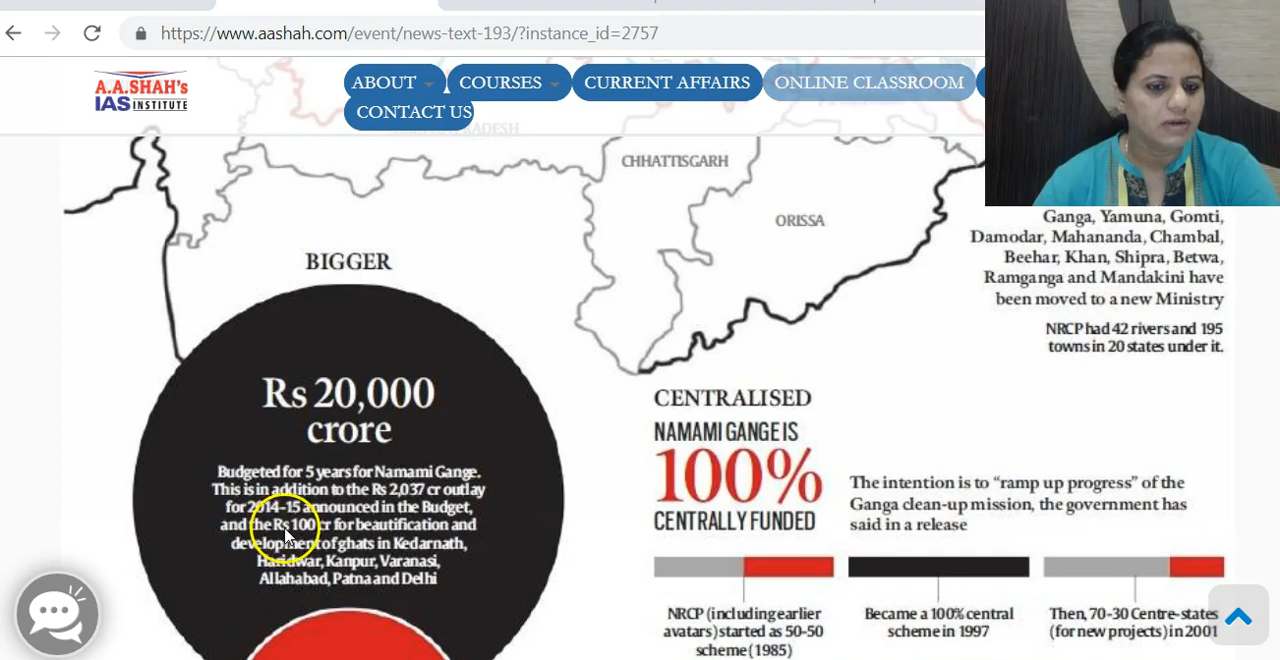 https://www.aashah.com/event/news-text-193/?instance_id=2757
A.A.SHAH's
IAS INSTITUTE
ABOUT
COURSES
CURRENT AFFAIRS
ONLINE CLASSROOM
CONTACT US
CHHATTISGARH
ORISSA
Ganga, Yamuna, Gomti,
Damodar, Mahananda, Chambal,
Beehar, Khan, Shipra, Betwa,
Ramganga and Mandakini have
been moved to a new Ministry
NRCP had 42 rivers and 195
towns in 20 states under it.
BIGGER
Rs 20,000
crore
Budgeted for 5 years for Namami Gange.
This is in addition to the Rs 2,037 cr outlay
for 2014-15 announced in the Budget,
and the Rs 100 cr for beautification and
development of ghats in Kedarnath,
Haridwar, Kanpur, Varanasi,
Allahabad, Patna and Delhi
CENTRALISED
NAMAMI GANGE IS
100%
CENTRALLY FUNDED
The intention is to “ramp up progress” of the
Ganga clean-up mission, the government has
said in a release
NRCP (including earlier
avatars) started as 50-50
scheme (1985)
Became a 100% central
scheme in 1997
Then, 70-30 Centre-states
(for new projects) in 2001